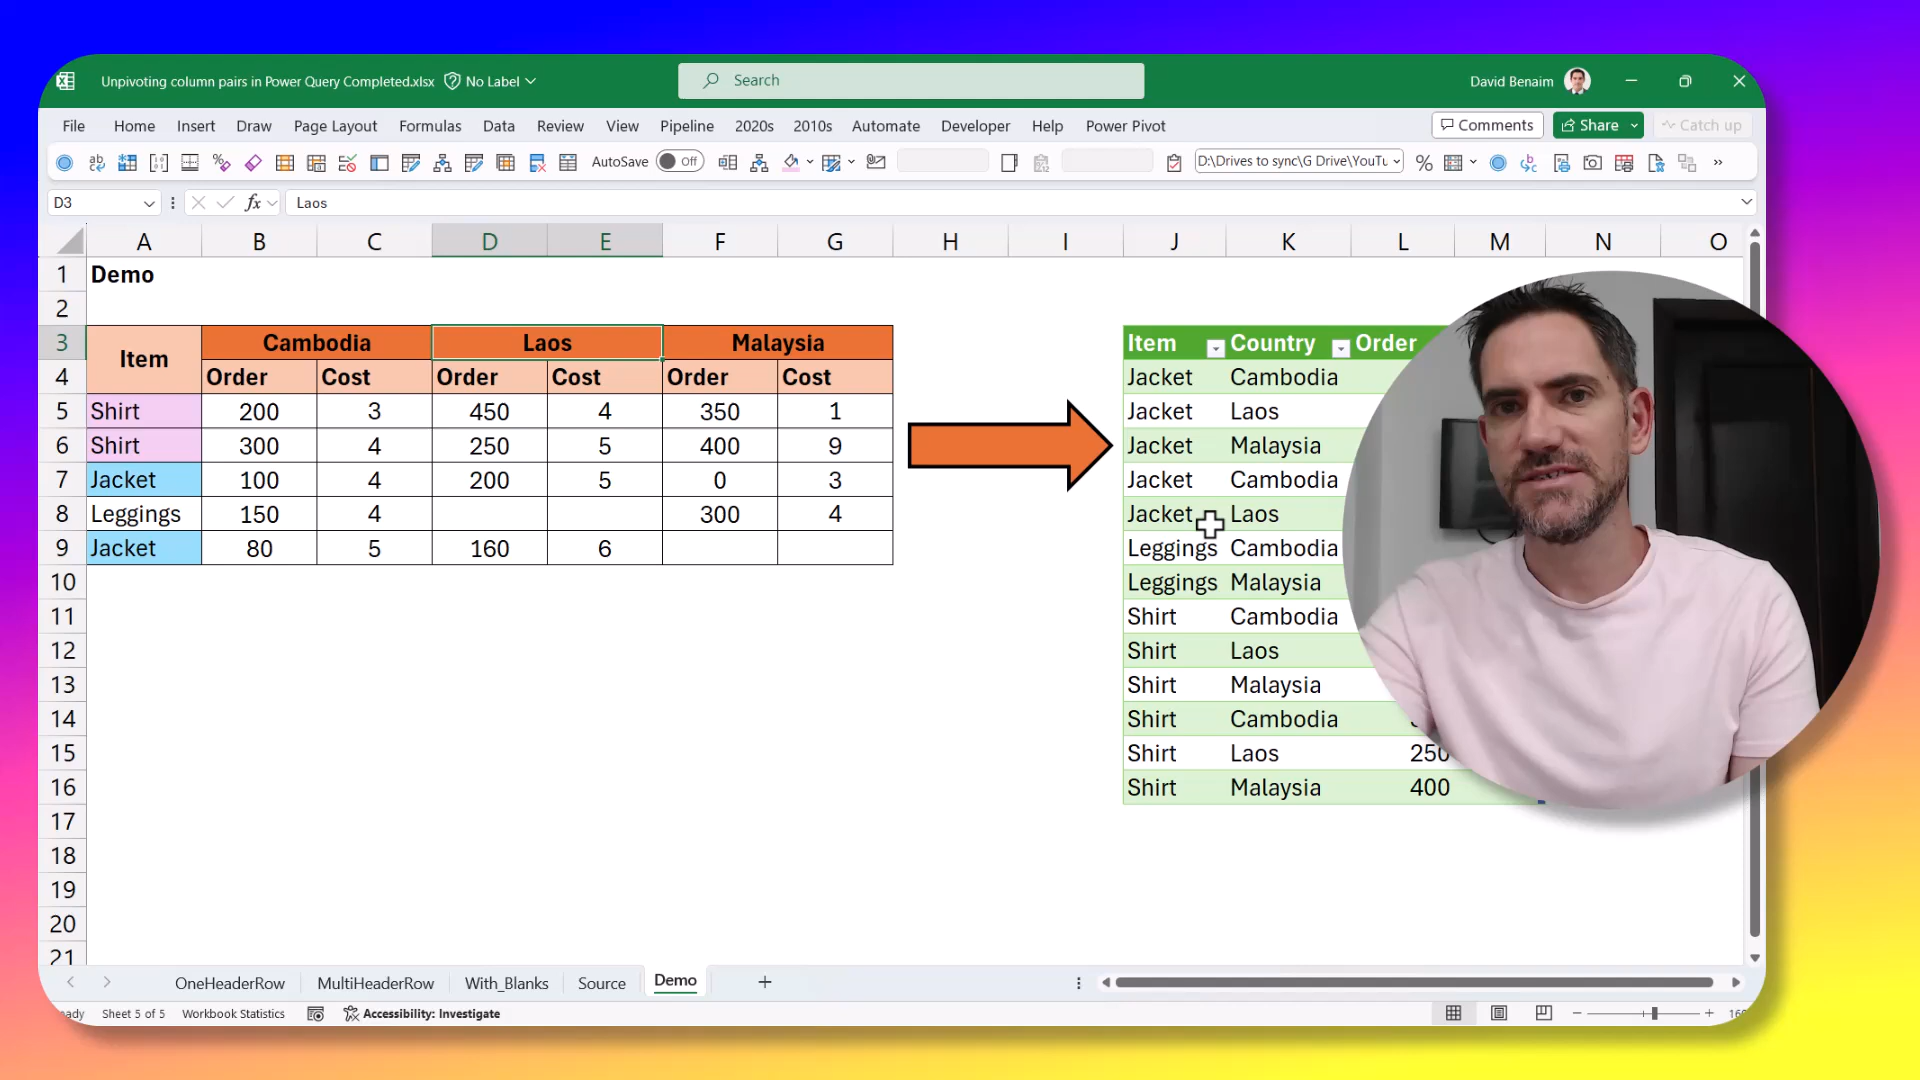 Unpivoting column pairs in Power Query Completed.xlsx No Label Search David Benaim
File Home Insert Draw Page Layout Formulas Data Review View Pipeline 2020s 2010s Automate Developer Help Power Pivot Comments Share Catch up
AutoSave Off D:\Drives to sync\G Drive\YouTu
D3 fx Laos
A B C D E F G H I J K L M N O
1 Demo
2
3 Item Cambodia Laos Malaysia Item Country Order
4 Order Cost Order Cost Order Cost Jacket Cambodia
5 Shirt 200 3 450 4 350 1 Jacket Laos
6 Shirt 300 4 250 5 400 9 Jacket Malaysia
7 Jacket 100 4 200 5 0 3 Jacket Cambodia
8 Leggings 150 4 300 4 Jacket Laos
9 Jacket 80 5 160 6 Leggings Cambodia
10 Leggings Malaysia
11 Shirt Cambodia
12 Shirt Laos
13 Shirt Malaysia
14 Shirt Cambodia
15 Shirt Laos 250
16 Shirt Malaysia 400
17
18
19
20
21
OneHeaderRow MultiHeaderRow With_Blanks Source Demo
Sheet 5 of 5 Workbook Statistics Accessibility: Investigate